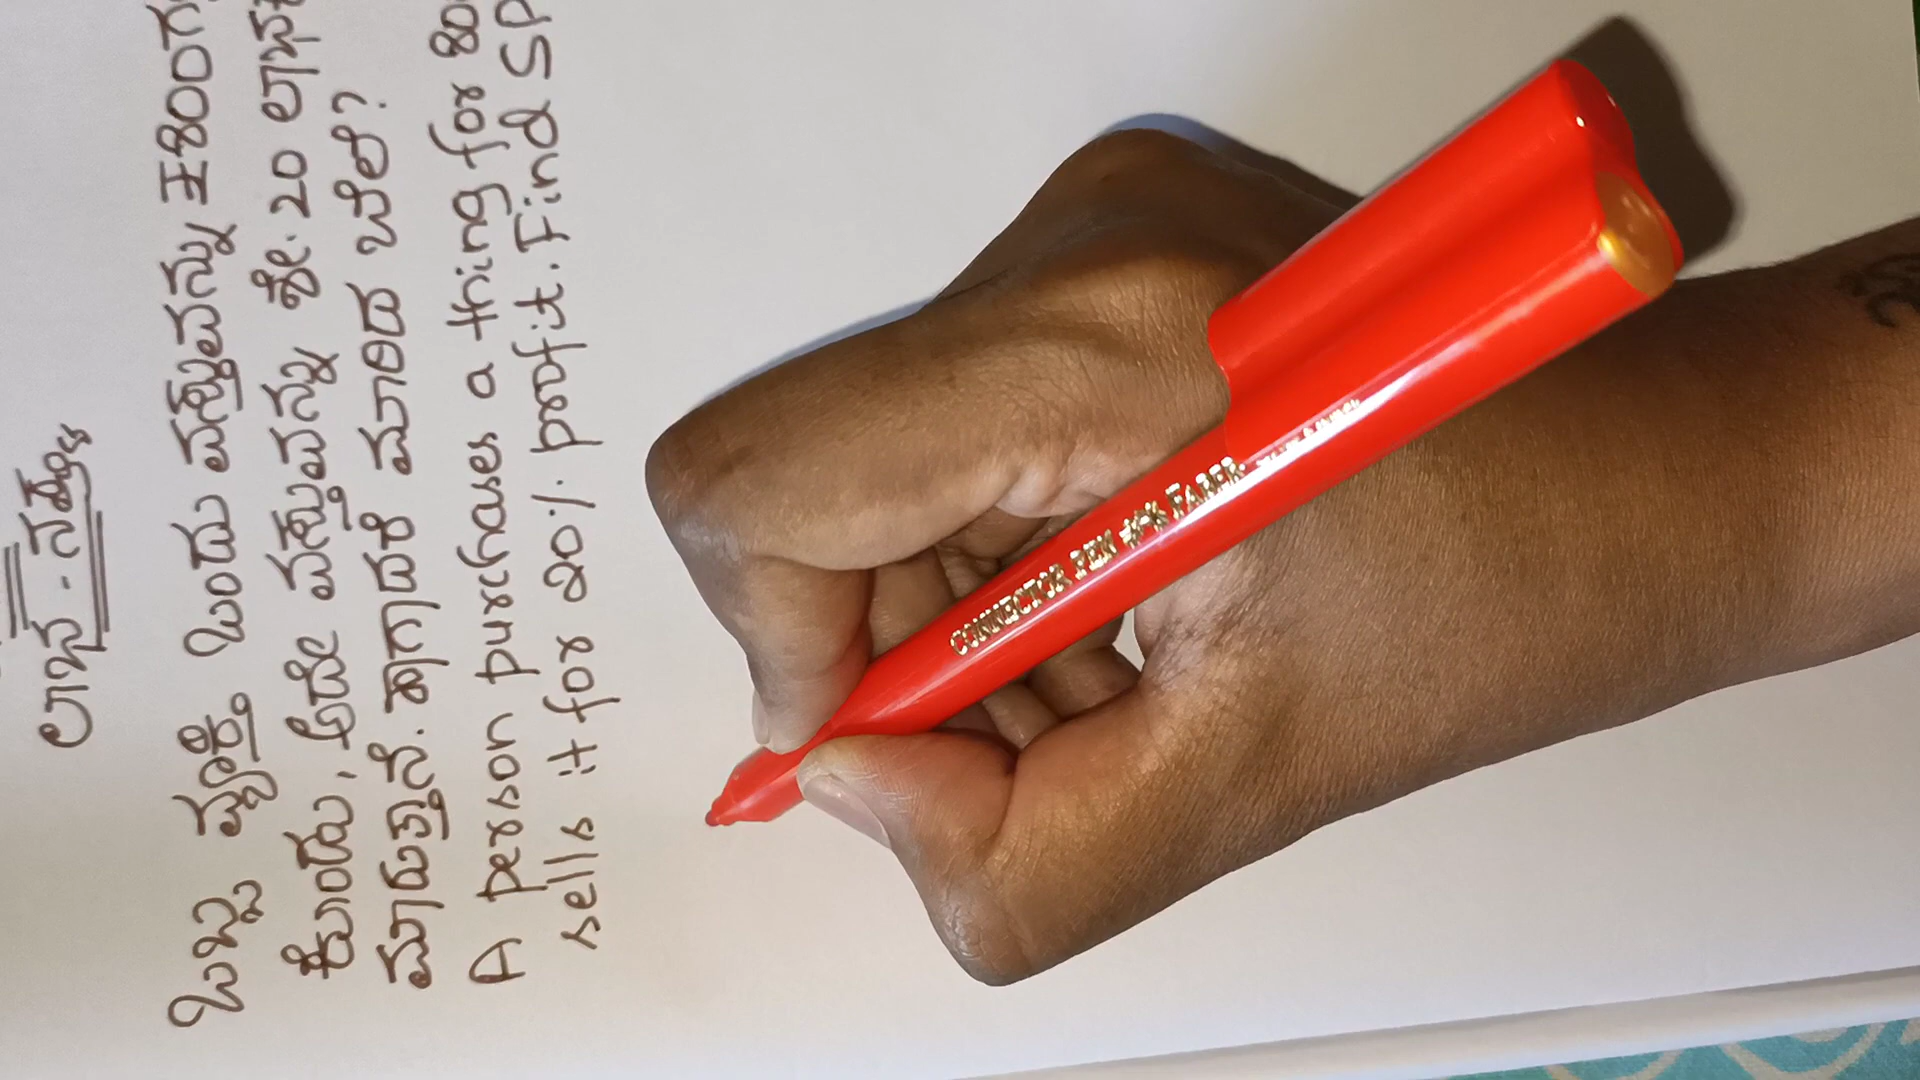 ಲಾಭ - ನಷ್ಟ
ಒಬ್ಬ ವ್ಯಕ್ತಿ ಒಂದು ವಸ್ತುವನ್ನು ₹800ಗ
ಕೊಂಡು, ಅದೇ ವಸ್ತುವನ್ನು ಶೇ. 20 ಲಾಭಕ
ಮಾರುತ್ತಾನೆ. ಹಾಗಾದರೆ ಮಾರಿದ ಬೆಲೆ?
A person purchases a thing for 80
sells it for 20% profit. Find SP
CONNECTOR PEN FABER